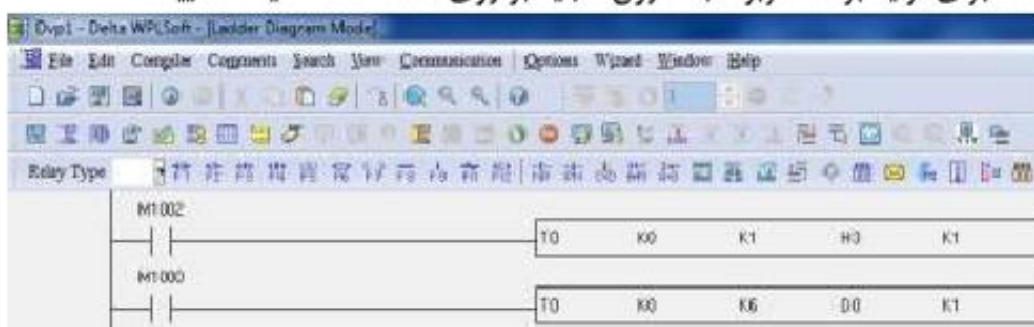 Dvp1 - Delta WPLSoft - [Ladder Diagram Mode]
File Edit Compiler Comments Search View Communication Options Wizard Window Help
Relay Type
M1002
TO K0 K1 H3 K1
M1000
TO K0 K6 D0 K1